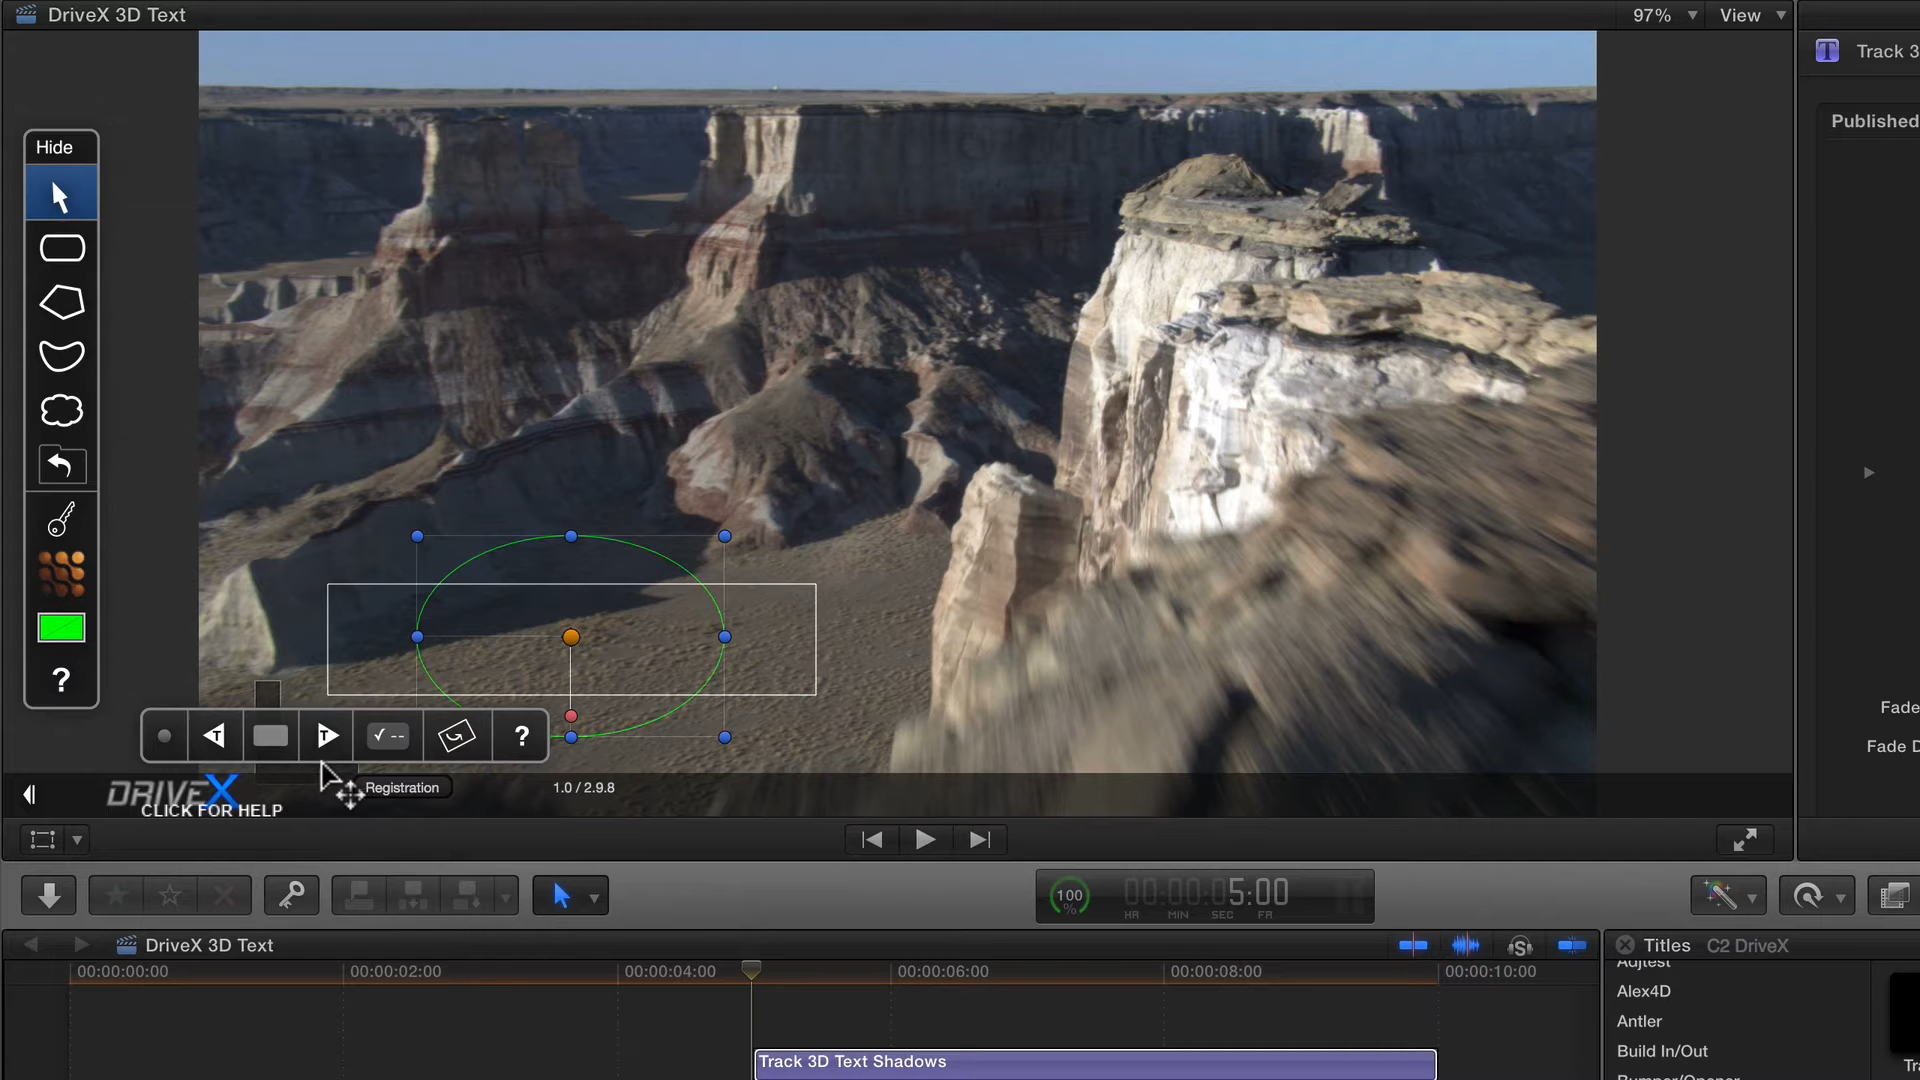 DriveX 3D Text
97%
View
Track 3
Hide
Published
Fade
Fade D
T
T
✓ --
?
?
DRIVEX
CLICK FOR HELP
Registration
1.0 / 2.9.8
100
%
00:00:05:00
HR MIN SEC FR
DriveX 3D Text
Titles C2 DriveX
00:00:00:00 00:00:02:00 00:00:04:00 00:00:06:00 00:00:08:00 00:00:10:00
Adjtest
Alex4D
Antler
Build In/Out
Track 3D Text Shadows
Bumper/Opener